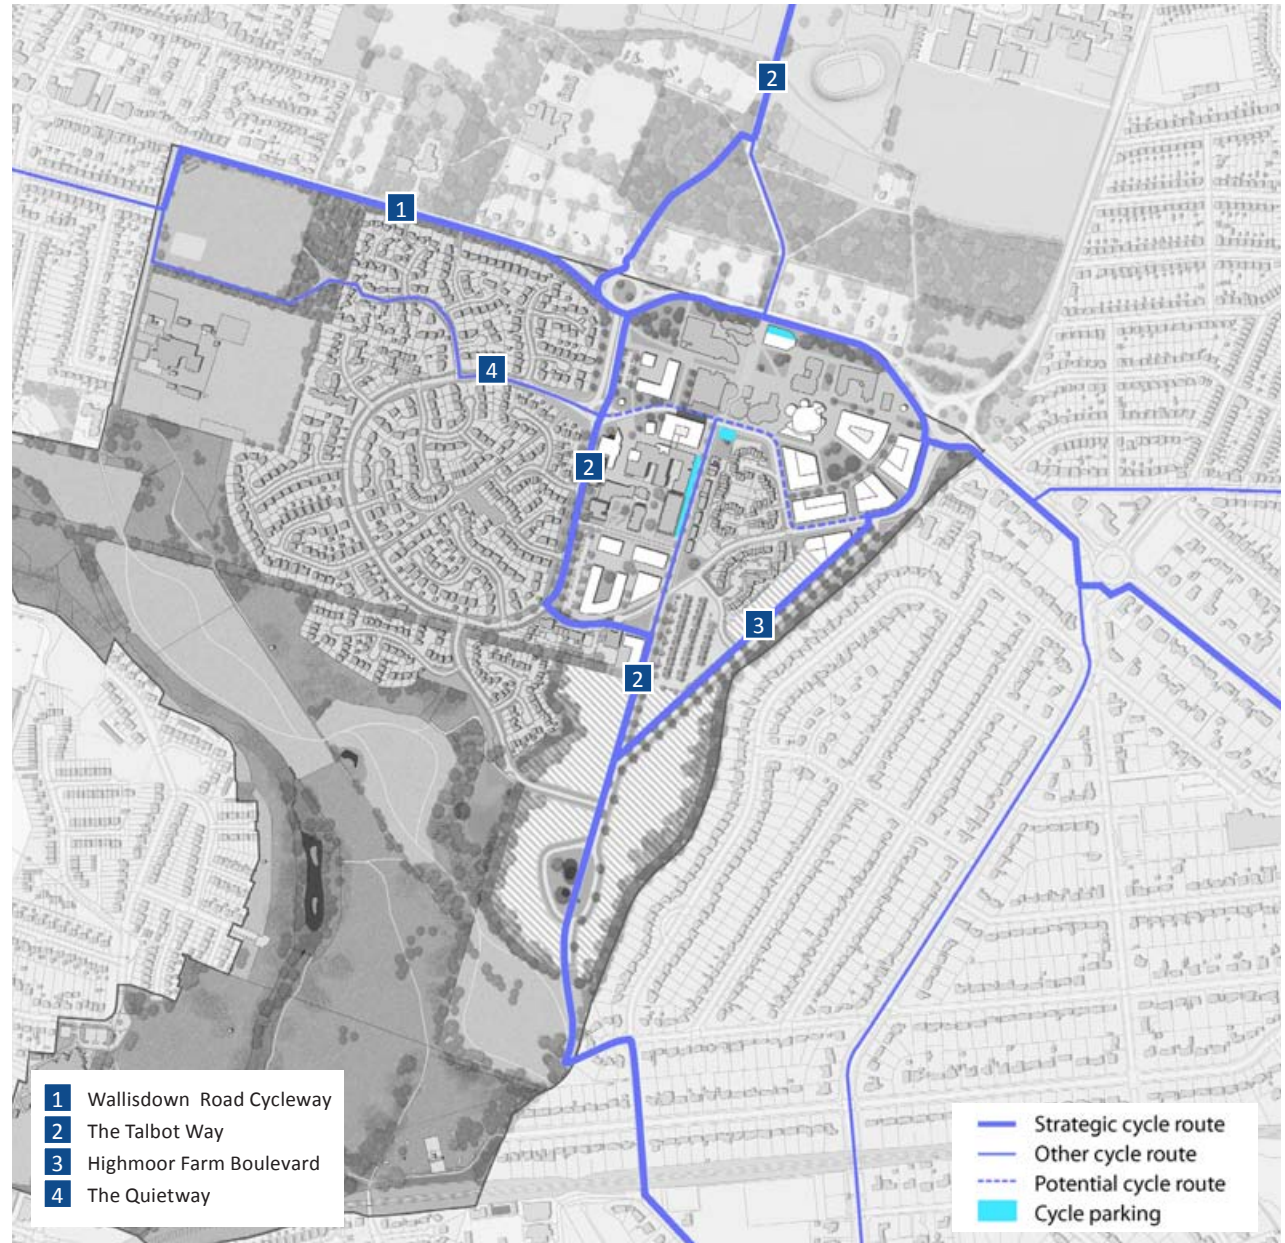 2
1
4
2
3
2
1 Wallisdown Road Cycleway
2 The Talbot Way
3 Highmoor Farm Boulevard
4 The Quietway
Strategic cycle route
Other cycle route
Potential cycle route
Cycle parking